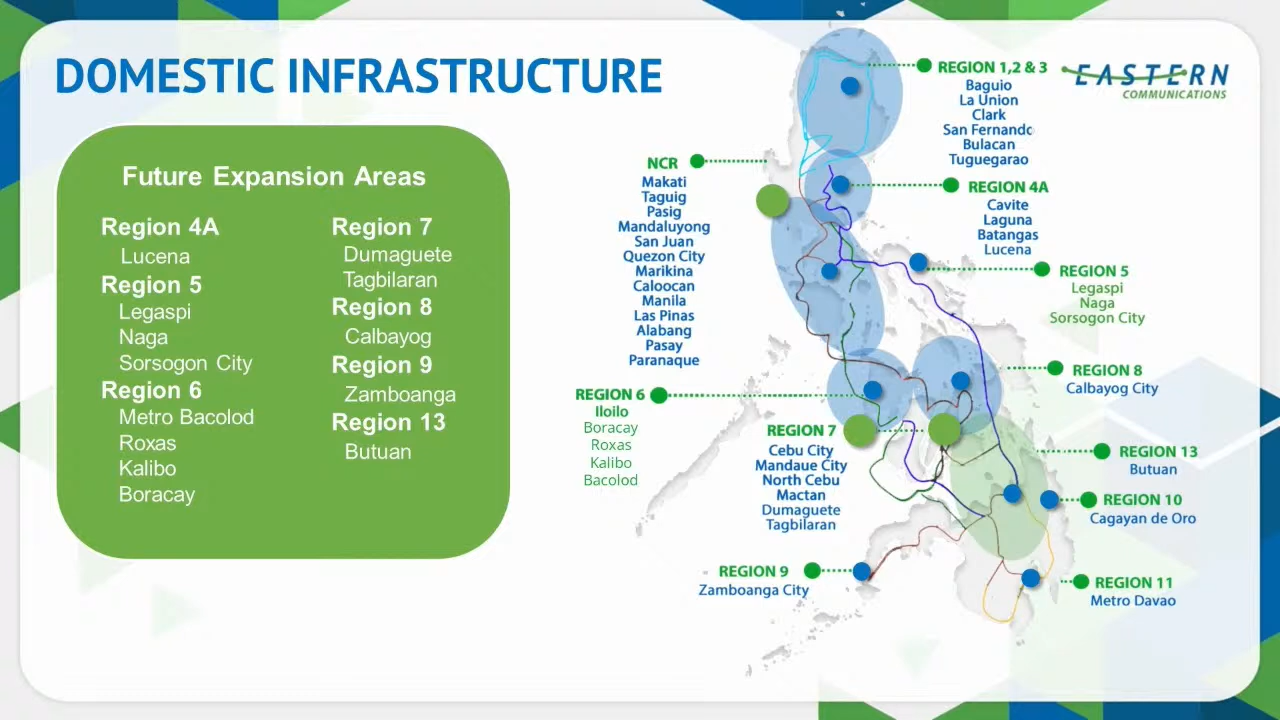 DOMESTIC INFRASTRUCTURE
EASTERN
COMMUNICATIONS
Future Expansion Areas
Region 4A
Lucena
Region 5
Legaspi
Naga
Sorsogon City
Region 6
Metro Bacolod
Roxas
Kalibo
Boracay
Region 7
Dumaguete
Tagbilaran
Region 8
Calbayog
Region 9
Zamboanga
Region 13
Butuan
REGION 1,2 & 3
Baguio
La Union
Clark
San Fernando
Bulacan
Tuguegarao
NCR
Makati
Taguig
Pasig
Mandaluyong
San Juan
Quezon City
Marikina
Caloocan
Manila
Las Pinas
Alabang
Pasay
Paranaque
REGION 4A
Cavite
Laguna
Batangas
Lucena
REGION 5
Legaspi
Naga
Sorsogon City
REGION 8
Calbayog City
REGION 6
Iloilo
Boracay
Roxas
Kalibo
Bacolod
REGION 7
Cebu City
Mandaue City
North Cebu
Mactan
Dumaguete
Tagbilaran
REGION 13
Butuan
REGION 10
Cagayan de Oro
REGION 9
Zamboanga City
REGION 11
Metro Davao